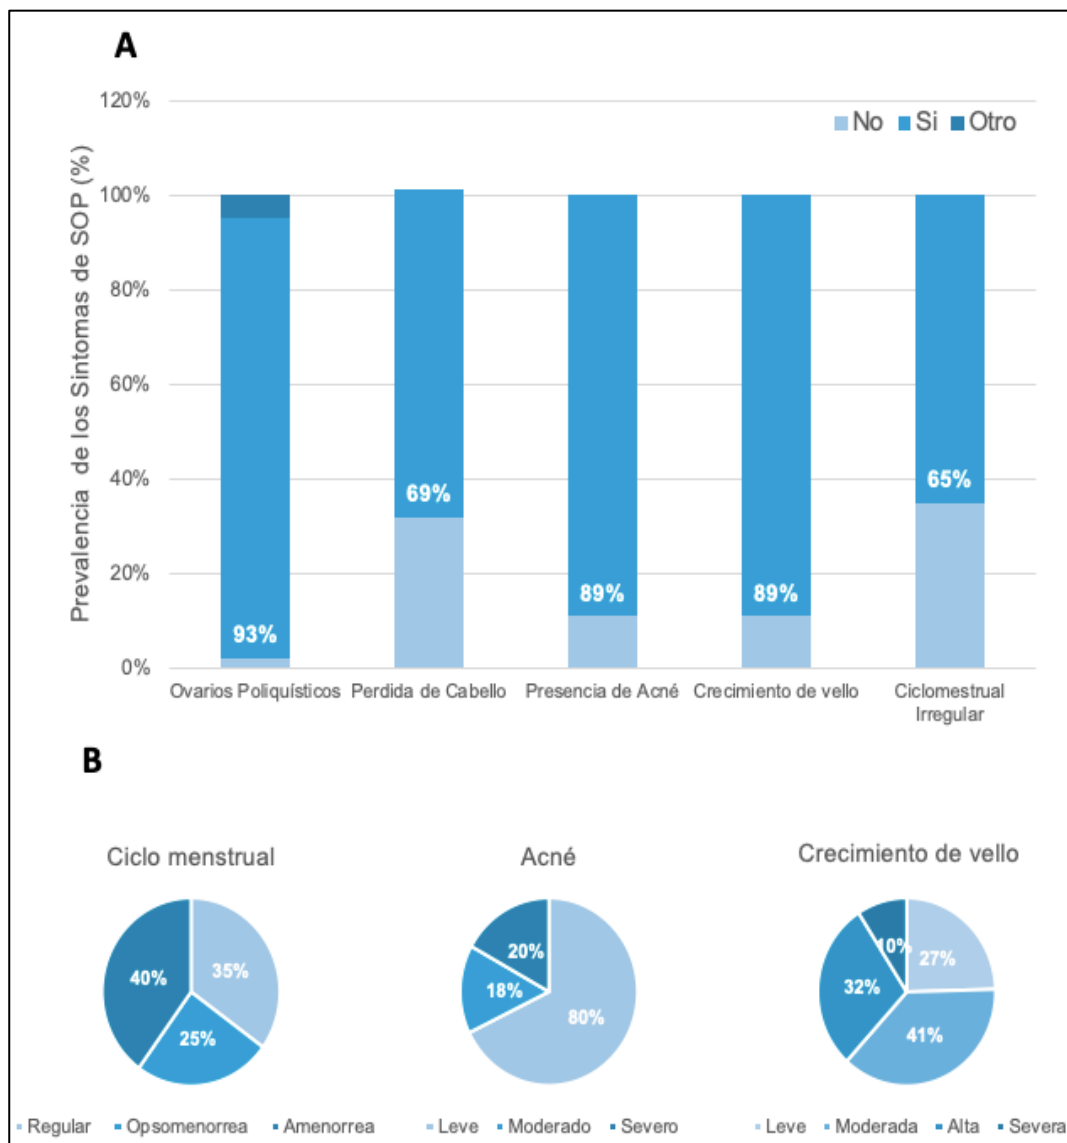 A
120%
No Si Otro
100%
80%
60%
40%
20%
0%
Prevalencia de los Sintomas de SOP (%)
93%
69%
89%
89%
65%
Ovarios Poliquísticos
Perdida de Cabello
Presencia de Acné
Crecimiento de vello
Ciclomestrual
Irregular
B
Ciclo menstrual
35%
25%
40%
Regular Opsomenorrea Amenorrea
Acné
80%
18%
20%
Leve Moderado Severo
Crecimiento de vello
27%
41%
32%
10%
Leve Moderada Alta Severa